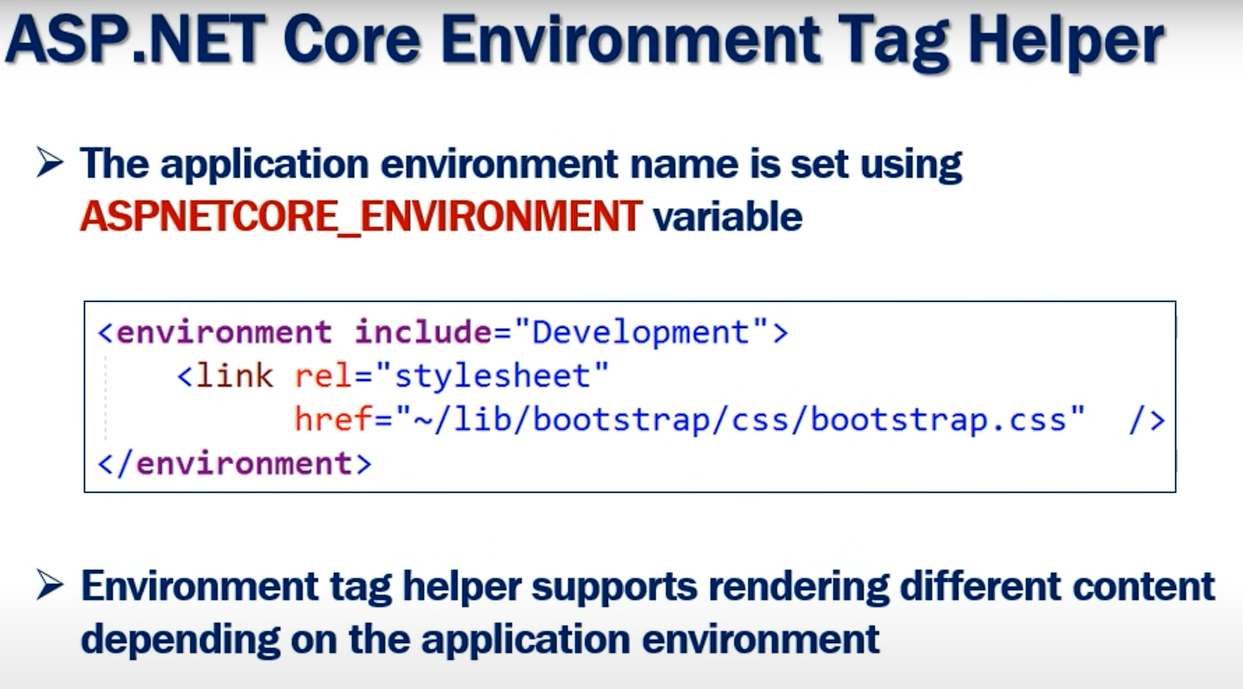 ASP.NET Core Environment Tag Helper
➢ The application environment name is set using
ASPNETCORE_ENVIRONMENT variable
<environment include="Development">
    <link rel="stylesheet"
          href="~/lib/bootstrap/css/bootstrap.css"  />
</environment>
➢ Environment tag helper supports rendering different content
depending on the application environment